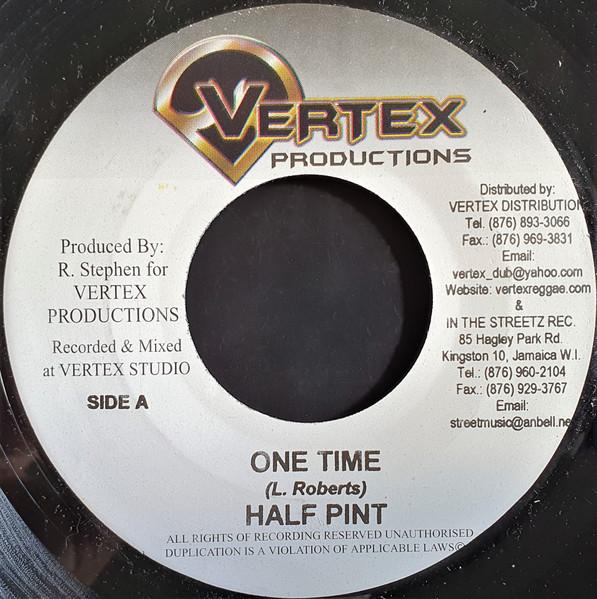 VERTEX
PRODUCTIONS
Distributed by:
VERTEX DISTRIBUTION
Tel. (876) 893-3066
Fax.: (876) 969-3831
Email:
vertex_dub@yahoo.com
Website: vertexreggae.com
&
IN THE STREETZ REC.
85 Hagley Park Rd.
Kingston 10, Jamaica W.I.
Tel.: (876) 960-2104
Fax.: (876) 929-3767
Email:
streetmusic@anbell.ne
Produced By:
R. Stephen for
VERTEX
PRODUCTIONS
Recorded & Mixed
at VERTEX STUDIO
SIDE A
ONE TIME
(L. Roberts)
HALF PINT
ALL RIGHTS OF RECORDING RESERVED UNAUTHORISED
DUPLICATION IS A VIOLATION OF APPLICABLE LAWS©